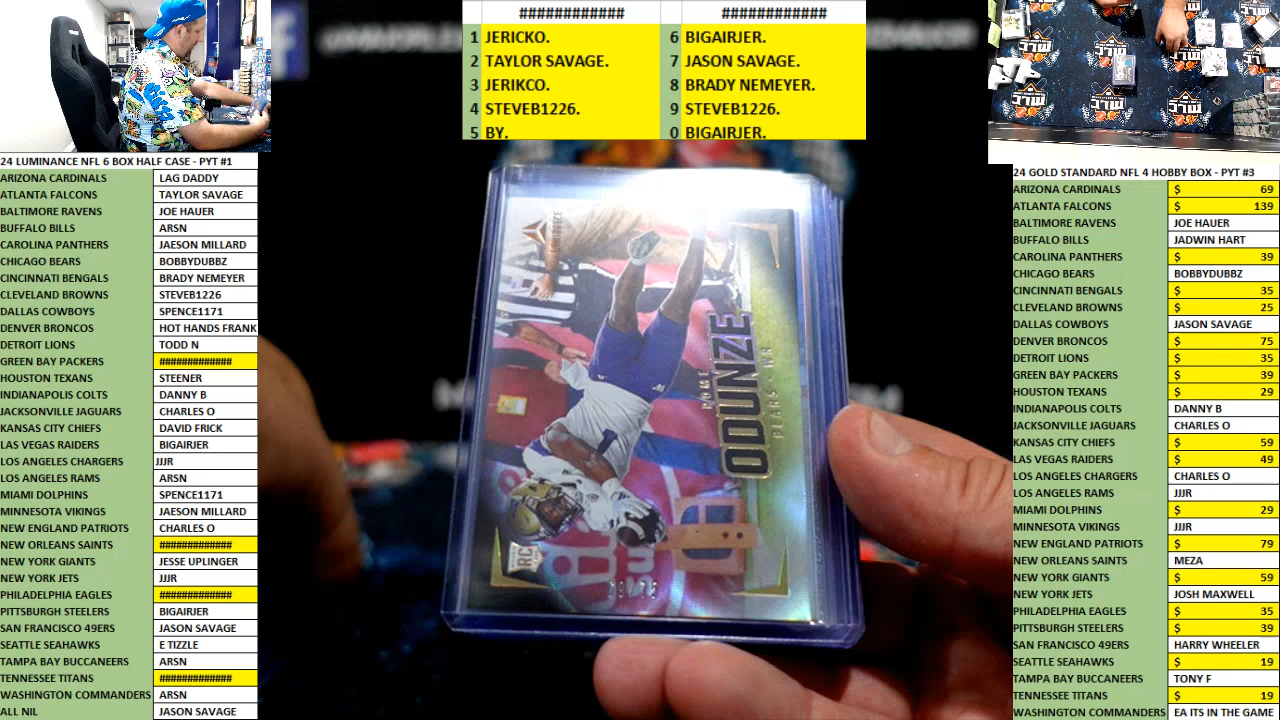 ############ ############
1 JERICKO. 6 BIGAIRJER.
2 TAYLOR SAVAGE. 7 JASON SAVAGE.
3 JERIKCO. 8 BRADY NEMEYER.
4 STEVEB1226. 9 STEVEB1226.
5 BY. 0 BIGAIRJER.
24 LUMINANCE NFL 6 BOX HALF CASE - PYT #1
ARIZONA CARDINALS LAG DADDY
ATLANTA FALCONS TAYLOR SAVAGE
BALTIMORE RAVENS JOE HAUER
BUFFALO BILLS ARSN
CAROLINA PANTHERS JAESON MILLARD
CHICAGO BEARS BOBBYDUBBZ
CINCINNATI BENGALS BRADY NEMEYER
CLEVELAND BROWNS STEVEB1226
DALLAS COWBOYS SPENCE1171
DENVER BRONCOS HOT HANDS FRANK
DETROIT LIONS TODD N
GREEN BAY PACKERS #############
HOUSTON TEXANS STEENER
INDIANAPOLIS COLTS DANNY B
JACKSONVILLE JAGUARS CHARLES O
KANSAS CITY CHIEFS DAVID FRICK
LAS VEGAS RAIDERS BIGAIRJER
LOS ANGELES CHARGERS JJJR
LOS ANGELES RAMS ARSN
MIAMI DOLPHINS SPENCE1171
MINNESOTA VIKINGS JAESON MILLARD
NEW ENGLAND PATRIOTS CHARLES O
NEW ORLEANS SAINTS #############
NEW YORK GIANTS JESSE UPLINGER
NEW YORK JETS JJJR
PHILADELPHIA EAGLES #############
PITTSBURGH STEELERS BIGAIRJER
SAN FRANCISCO 49ERS JASON SAVAGE
SEATTLE SEAHAWKS E TIZZLE
TAMPA BAY BUCCANEERS ARSN
TENNESSEE TITANS #############
WASHINGTON COMMANDERS ARSN
ALL NIL JASON SAVAGE
LUMINANCE
ROME
ODUNZE
BEARS - WR
RC
24 GOLD STANDARD NFL 4 HOBBY BOX - PYT #3
ARIZONA CARDINALS $ 69
ATLANTA FALCONS $ 139
BALTIMORE RAVENS JOE HAUER
BUFFALO BILLS JADWIN HART
CAROLINA PANTHERS $ 39
CHICAGO BEARS BOBBYDUBBZ
CINCINNATI BENGALS $ 35
CLEVELAND BROWNS $ 25
DALLAS COWBOYS JASON SAVAGE
DENVER BRONCOS $ 75
DETROIT LIONS $ 35
GREEN BAY PACKERS $ 39
HOUSTON TEXANS $ 29
INDIANAPOLIS COLTS DANNY B
JACKSONVILLE JAGUARS CHARLES O
KANSAS CITY CHIEFS $ 59
LAS VEGAS RAIDERS $ 49
LOS ANGELES CHARGERS CHARLES O
LOS ANGELES RAMS JJJR
MIAMI DOLPHINS $ 29
MINNESOTA VIKINGS JJJR
NEW ENGLAND PATRIOTS $ 79
NEW ORLEANS SAINTS MEZA
NEW YORK GIANTS $ 59
NEW YORK JETS JOSH MAXWELL
PHILADELPHIA EAGLES $ 35
PITTSBURGH STEELERS $ 39
SAN FRANCISCO 49ERS HARRY WHEELER
SEATTLE SEAHAWKS $ 19
TAMPA BAY BUCCANEERS TONY F
TENNESSEE TITANS $ 19
WASHINGTON COMMANDERS EA ITS IN THE GAME